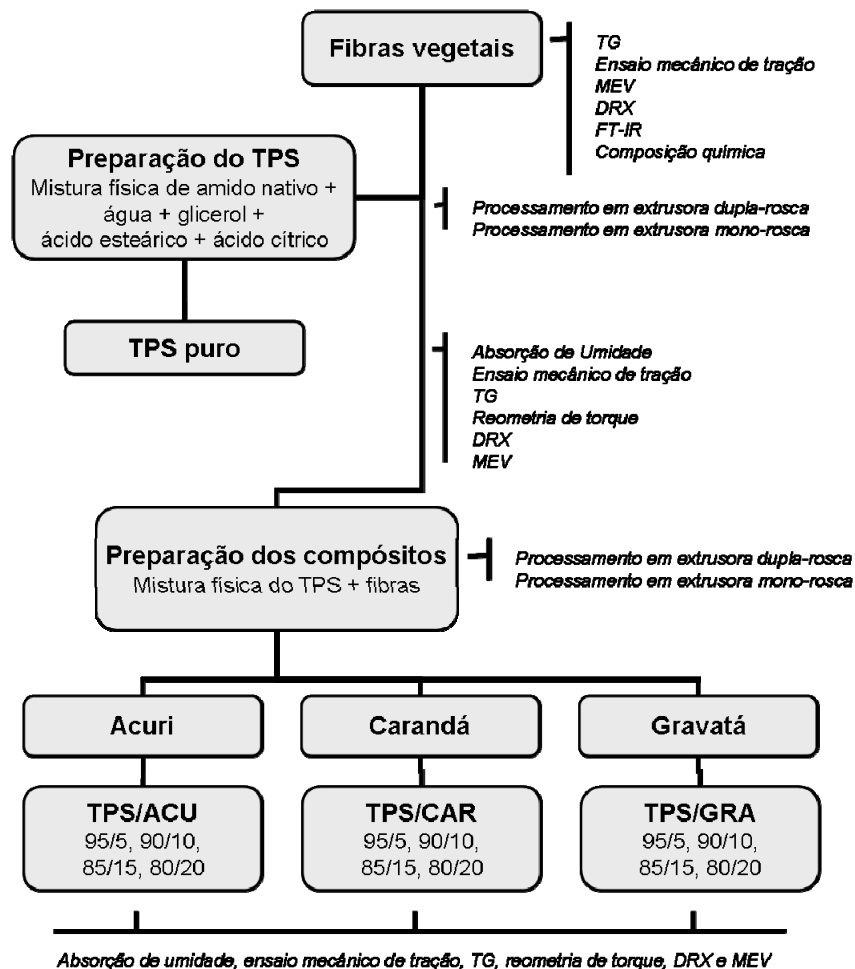 Fibras vegetais
TG
Ensaio mecânico de tração
MEV
DRX
FT-IR
Composição química
Preparação do TPS
Mistura física de amido nativo +
água + glicerol +
ácido esteárico + ácido cítrico
Processamento em extrusora dupla-rosca
Processamento em extrusora mono-rosca
TPS puro
Absorção de Umidade
Ensaio mecânico de tração
TG
Reometria de torque
DRX
MEV
Preparação dos compósitos
Mistura física do TPS + fibras
Processamento em extrusora dupla-rosca
Processamento em extrusora mono-rosca
Acuri
Carandá
Gravatá
TPS/ACU
95/5, 90/10,
85/15, 80/20
TPS/CAR
95/5, 90/10,
85/15, 80/20
TPS/GRA
95/5, 90/10,
85/15, 80/20
Absorção de umidade, ensaio mecânico de tração, TG, reometria de torque, DRX e MEV